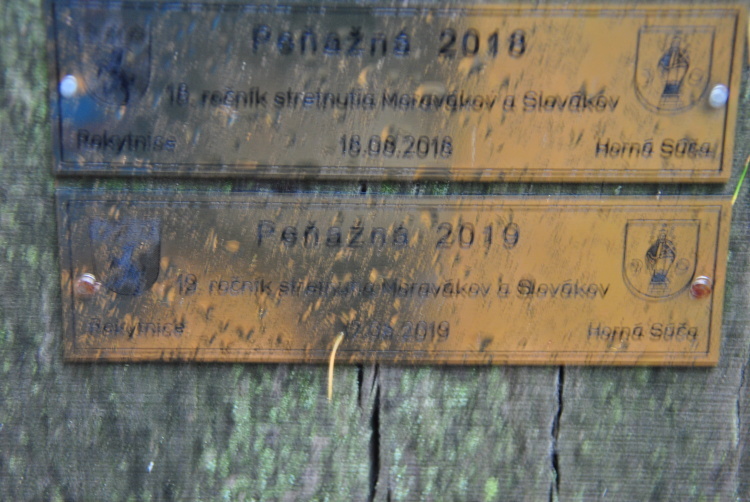 Peňažná 2018
18. ročník stretnutia Moravákov a Slovákov
Rokytnice 18.08.2018 Horná Súča
Peňažná 2019
19. ročník stretnutia Moravákov a Slovákov
Rokytnice Horná Súča